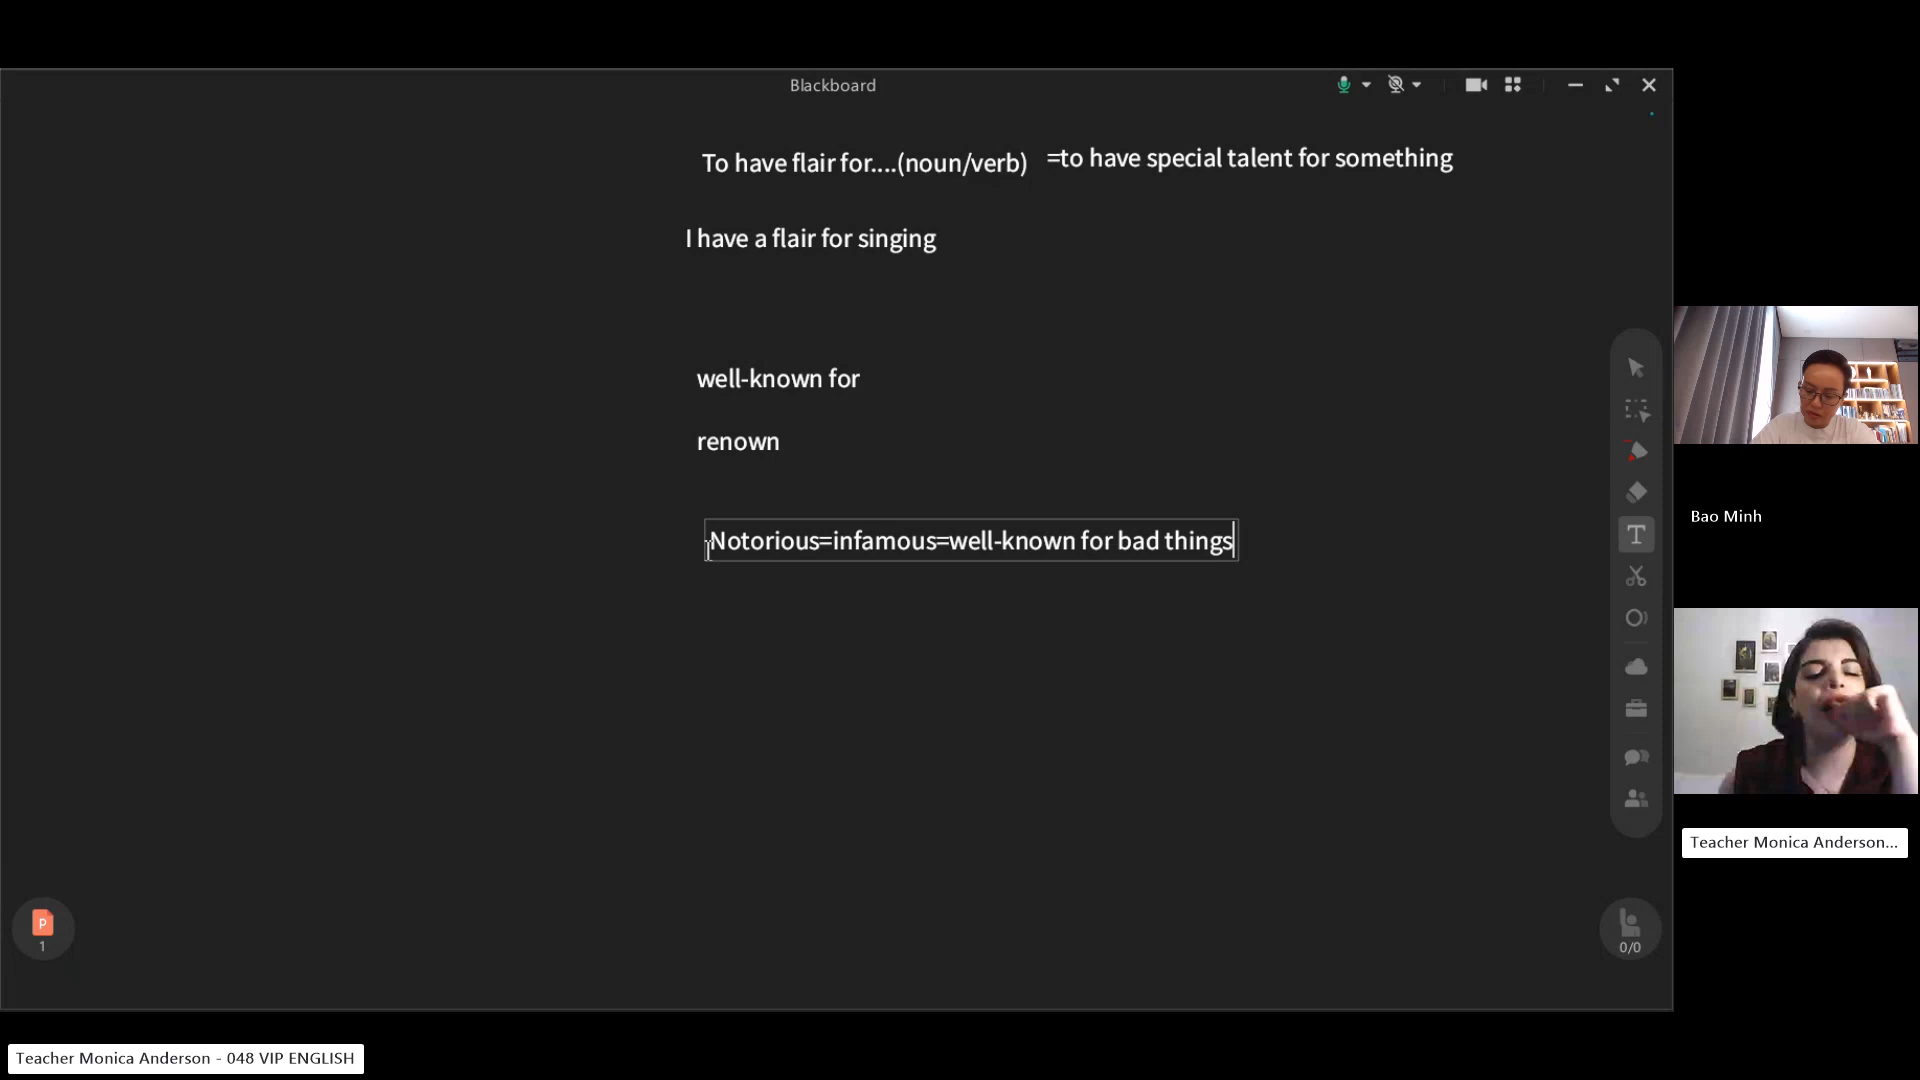 Blackboard
To have flair for....(noun/verb) =to have special talent for something
I have a flair for singing
well-known for
renown
Notorious=infamous=well-known for bad things
T
Bao Minh
Teacher Monica Anderson...
P
1
0/0
Teacher Monica Anderson - 048 VIP ENGLISH